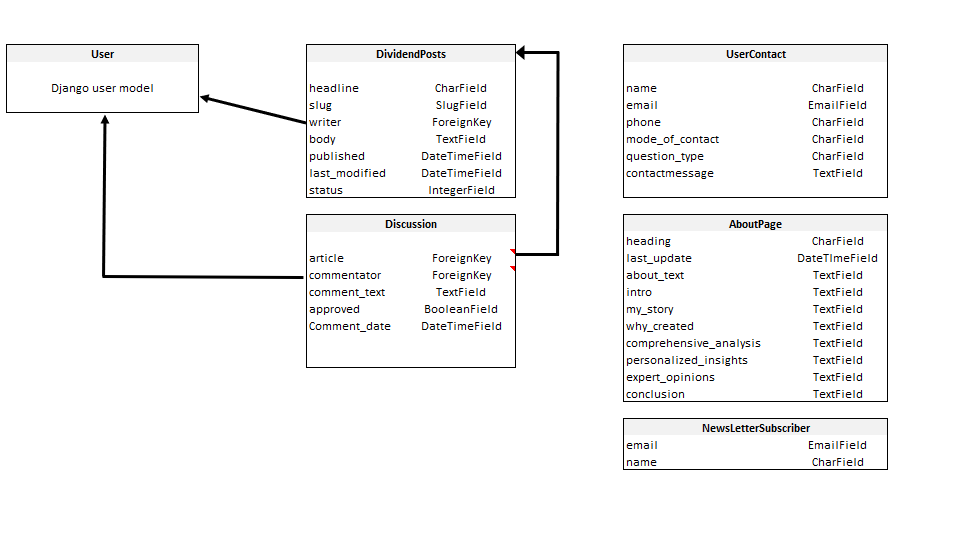 User
Django user model
DividendPosts
headline CharField
slug SlugField
writer ForeignKey
body TextField
published DateTimeField
last_modified DateTimeField
status IntegerField
Discussion
article ForeignKey
commentator ForeignKey
comment_text TextField
approved BooleanField
Comment_date DateTimeField
UserContact
name CharField
email EmailField
phone CharField
mode_of_contact CharField
question_type CharField
contactmessage TextField
AboutPage
heading CharField
last_update DateTImeField
about_text TextField
intro TextField
my_story TextField
why_created TextField
comprehensive_analysis TextField
personalized_insights TextField
expert_opinions TextField
conclusion TextField
NewsLetterSubscriber
email EmailField
name CharField